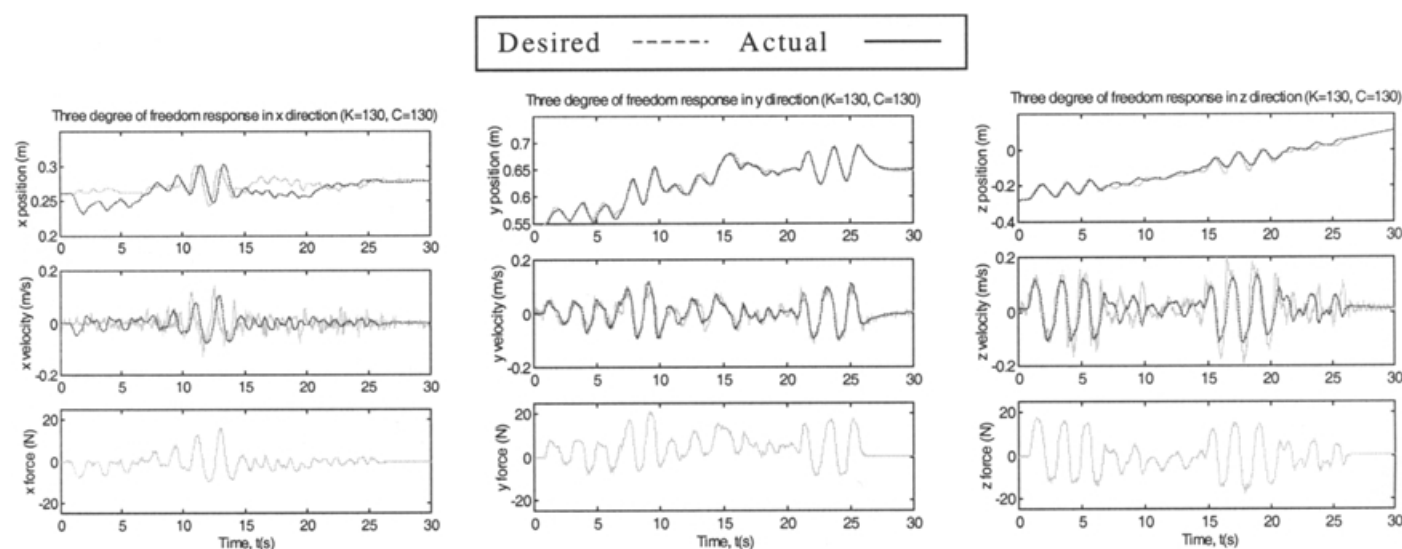 Desired Actual
Three degree of freedom response in x direction (K=130, C=130)
x position (m)
0.3
0.25
0.2
0 5 10 15 20 25 30
x velocity (m/s)
0.2
0
-0.2
0 5 10 15 20 25 30
x force (N)
20
0
-20
0 5 10 15 20 25 30
Time, t(s)
Three degree of freedom response in y direction (K=130, C=130)
y position (m)
0.7
0.65
0.6
0.55
0 5 10 15 20 25 30
y velocity (m/s)
0.2
0
-0.2
0 5 10 15 20 25 30
y force (N)
20
0
-20
0 5 10 15 20 25 30
Time, t(s)
Three degree of freedom response in z direction (K=130, C=130)
z position (m)
0
-0.2
-0.4
0 5 10 15 20 25 30
z velocity (m/s)
0.2
0
-0.2
0 5 10 15 20 25 30
z force (N)
20
0
-20
0 5 10 15 20 25 30
Time, t(s)